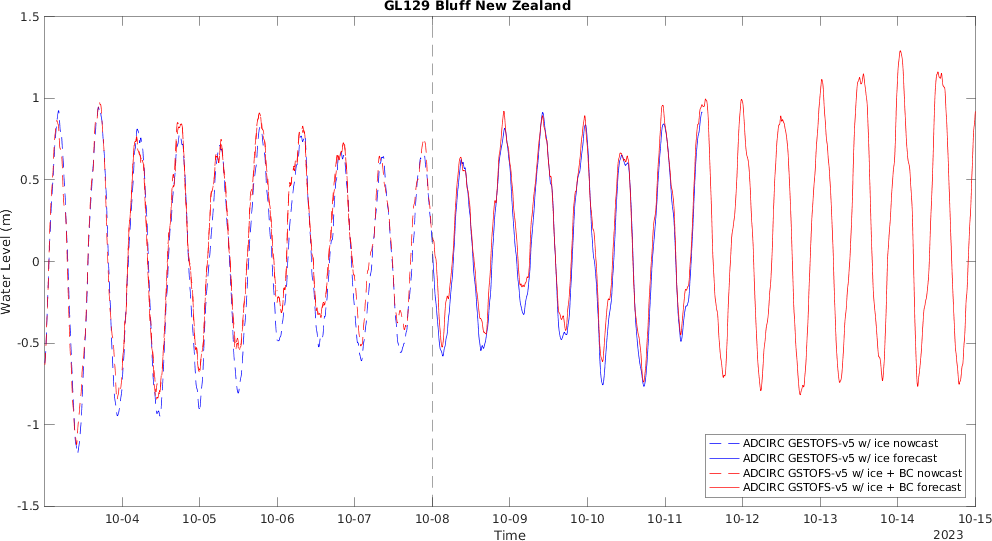 GL129 Bluff New Zealand
1.5
1
0.5
0
-0.5
-1
-1.5
Water Level (m)
10-04 10-05 10-06 10-07 10-08 10-09 10-10 10-11 10-12 10-13 10-14 10-15
Time
2023
ADCIRC GESTOFS-v5 w/ ice nowcast
ADCIRC GESTOFS-v5 w/ ice forecast
ADCIRC GSTOFS-v5 w/ ice + BC nowcast
ADCIRC GSTOFS-v5 w/ ice + BC forecast